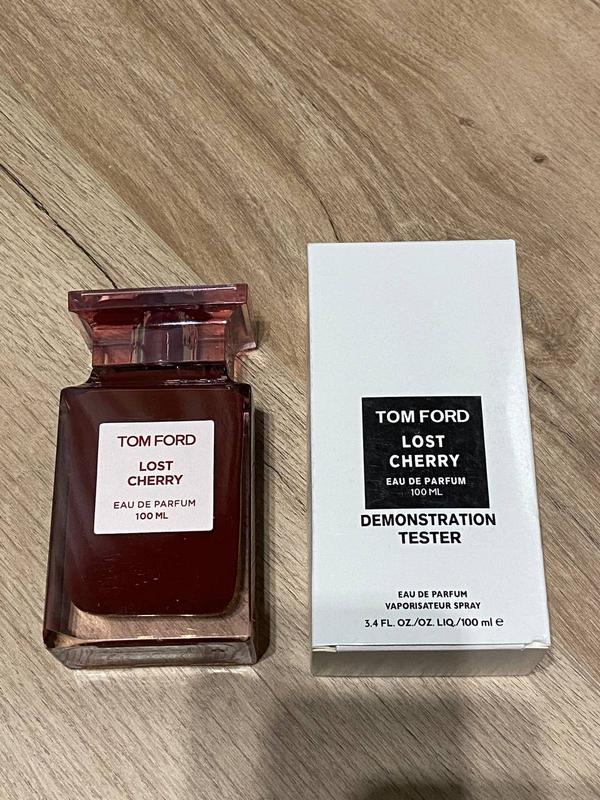 TOM FORD
LOST
CHERRY
EAU DE PARFUM
100 ML
TOM FORD
LOST
CHERRY
EAU DE PARFUM
100 ML
DEMONSTRATION
TESTER
EAU DE PARFUM
VAPORISATEUR SPRAY
3.4 FL. OZ./OZ. LIQ./100 ml ℮